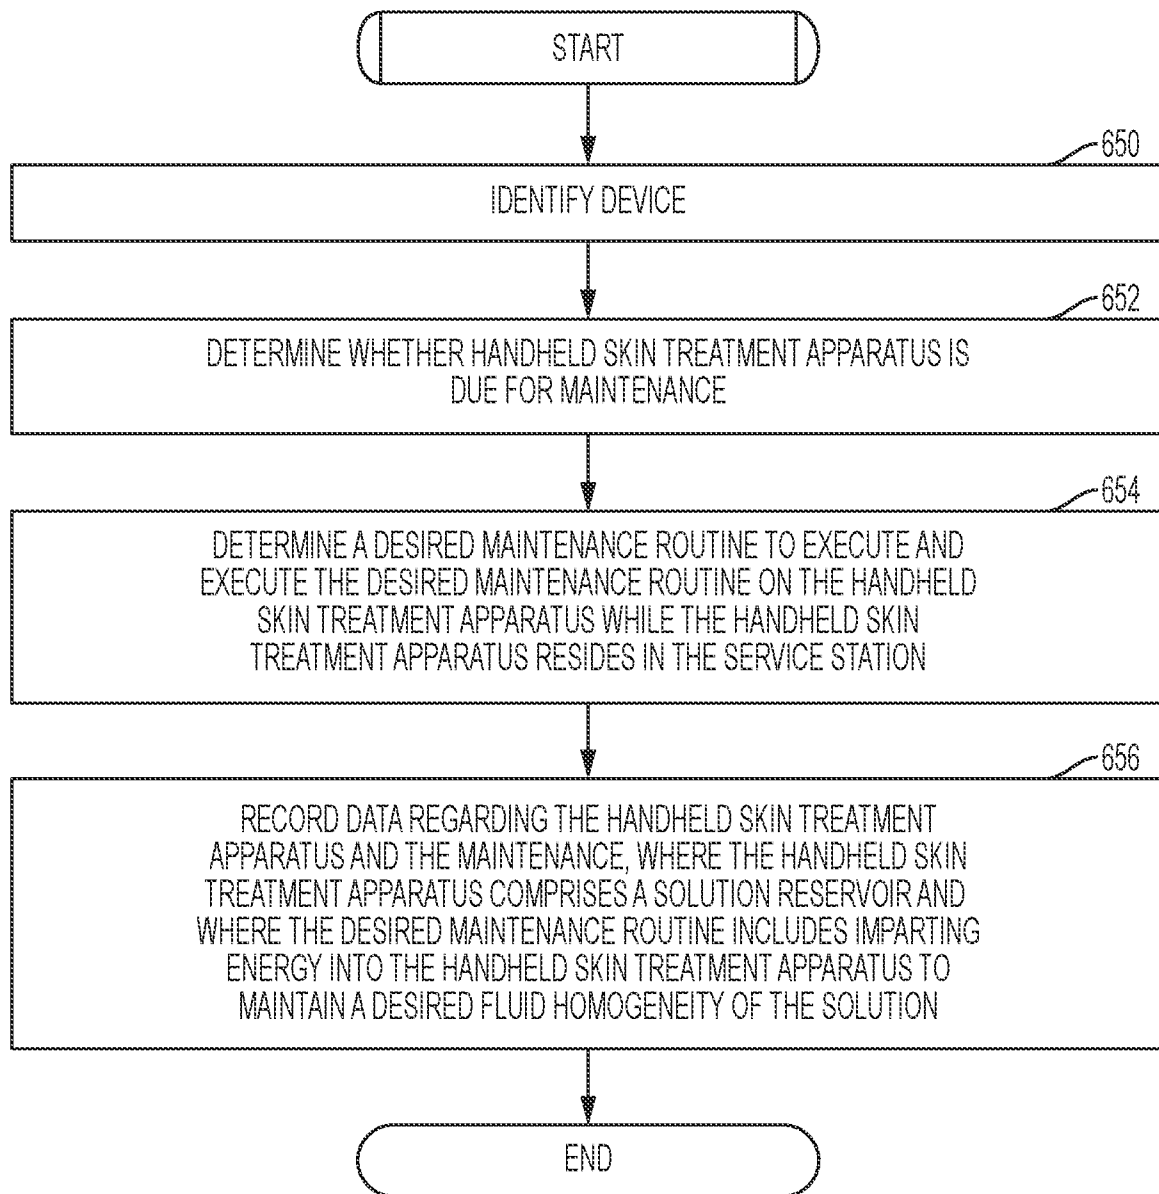 START
650
IDENTIFY DEVICE
652
DETERMINE WHETHER HANDHELD SKIN TREATMENT APPARATUS IS
DUE FOR MAINTENANCE
654
DETERMINE A DESIRED MAINTENANCE ROUTINE TO EXECUTE AND
EXECUTE THE DESIRED MAINTENANCE ROUTINE ON THE HANDHELD
SKIN TREATMENT APPARATUS WHILE THE HANDHELD SKIN
TREATMENT APPARATUS RESIDES IN THE SERVICE STATION
656
RECORD DATA REGARDING THE HANDHELD SKIN TREATMENT
APPARATUS AND THE MAINTENANCE, WHERE THE HANDHELD SKIN
TREATMENT APPARATUS COMPRISES A SOLUTION RESERVOIR AND
WHERE THE DESIRED MAINTENANCE ROUTINE INCLUDES IMPARTING
ENERGY INTO THE HANDHELD SKIN TREATMENT APPARATUS TO
MAINTAIN A DESIRED FLUID HOMOGENEITY OF THE SOLUTION
END